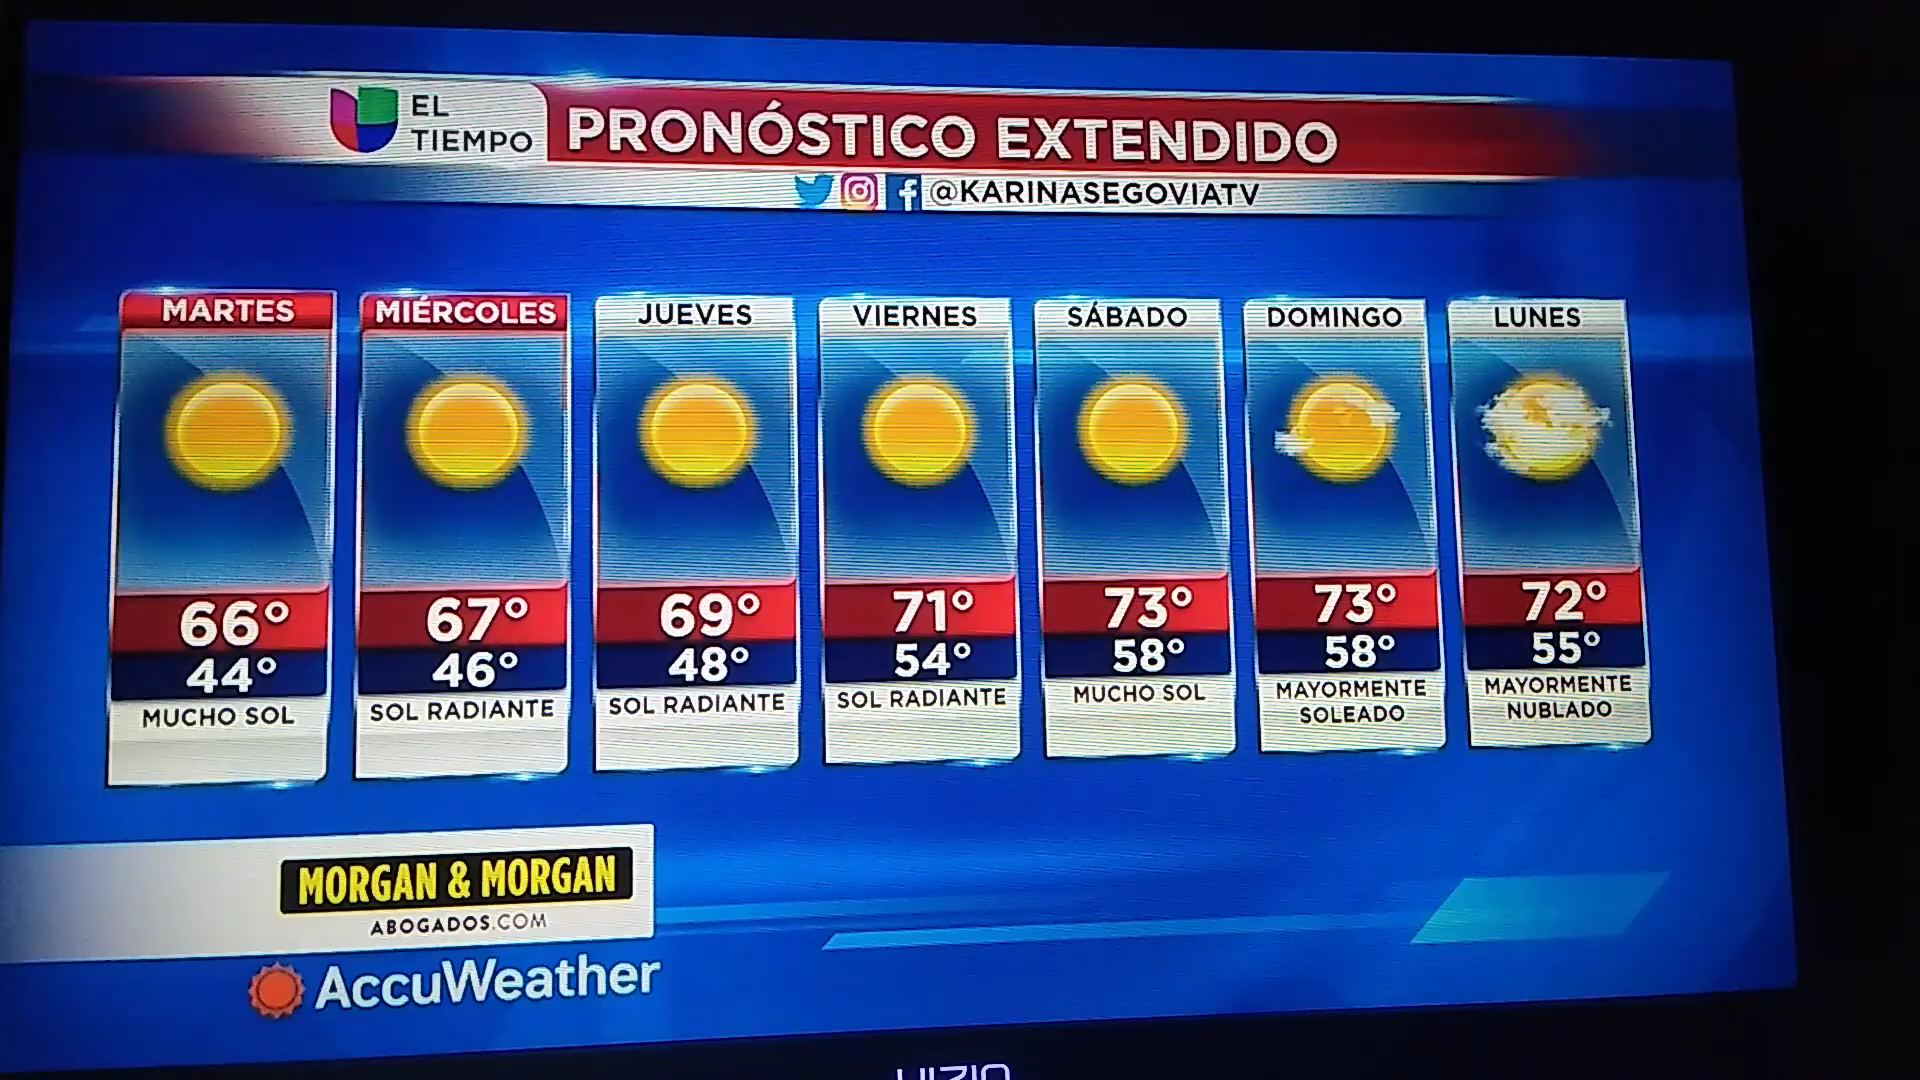 EL
TIEMPO
PRONÓSTICO EXTENDIDO
@KARINASEGOVIATV
MARTES
66°
44°
MUCHO SOL
MIÉRCOLES
67°
46°
SOL RADIANTE
JUEVES
69°
48°
SOL RADIANTE
VIERNES
71°
54°
SOL RADIANTE
SÁBADO
73°
58°
MUCHO SOL
DOMINGO
73°
58°
MAYORMENTE
SOLEADO
LUNES
72°
55°
MAYORMENTE
NUBLADO
MORGAN & MORGAN
ABOGADOS.COM
AccuWeather
VIZIO